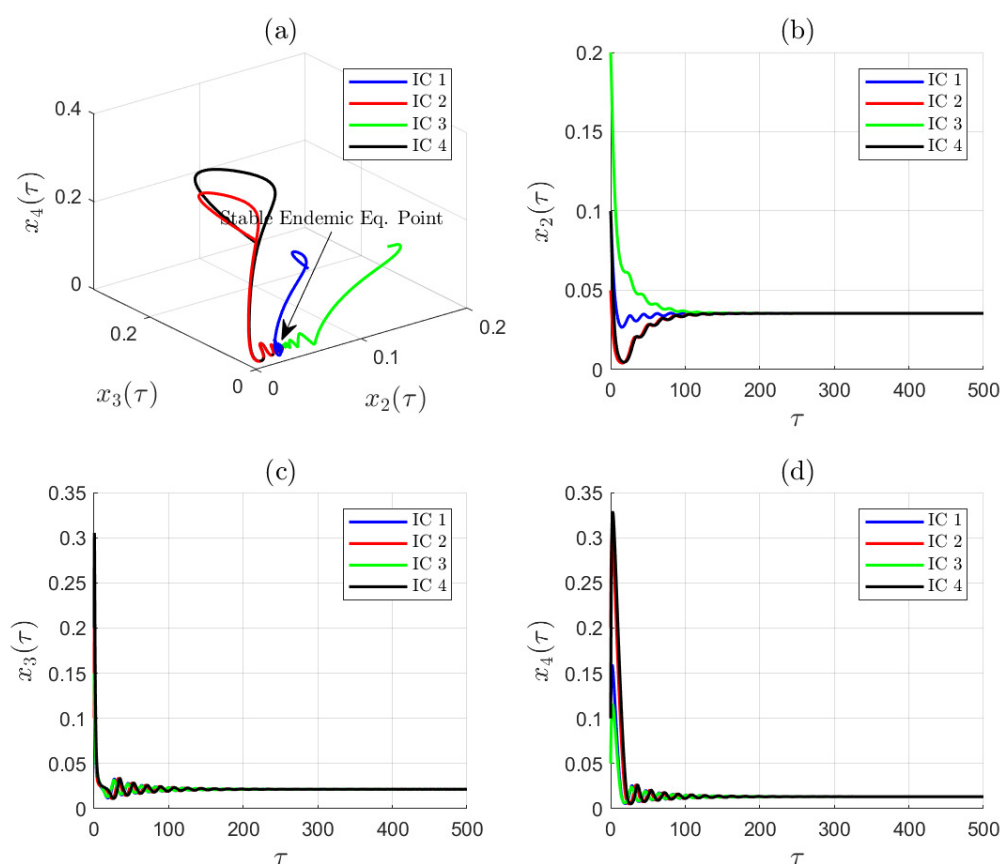 (a)
IC 1
IC 2
IC 3
IC 4
0.4
0.2
0
x₄(τ)
Stable Endemic Eq. Point
0.2
0
x₃(τ)
0
0.1
0.2
x₂(τ)
(b)
IC 1
IC 2
IC 3
IC 4
0.2
0.15
0.1
0.05
0
x₂(τ)
0 100 200 300 400 500
τ
(c)
IC 1
IC 2
IC 3
IC 4
0.35
0.3
0.25
0.2
0.15
0.1
0.05
0
x₃(τ)
0 100 200 300 400 500
τ
(d)
IC 1
IC 2
IC 3
IC 4
0.35
0.3
0.25
0.2
0.15
0.1
0.05
0
x₄(τ)
0 100 200 300 400 500
τ